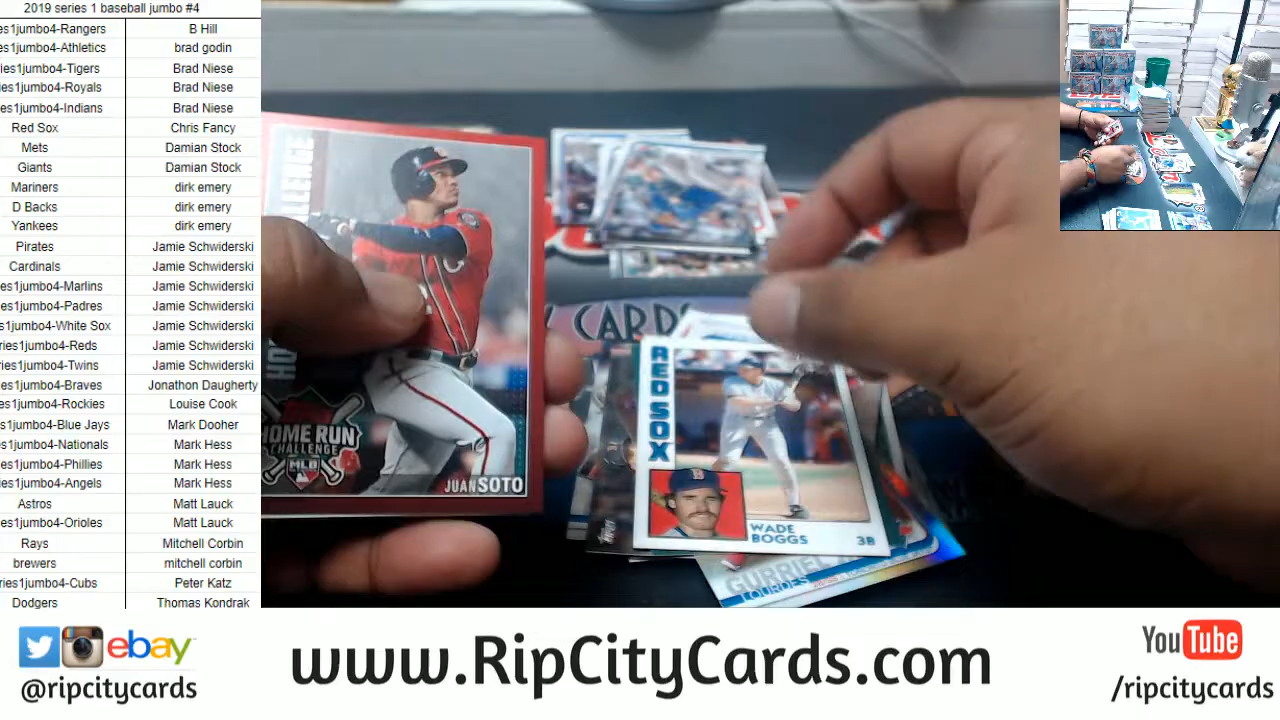 2019 series 1 baseball jumbo #4
es1jumbo4-Rangers B Hill
es1jumbo4-Athletics brad godin
ies1jumbo4-Tigers Brad Niese
ies1jumbo4-Royals Brad Niese
ies1jumbo4-Indians Brad Niese
Red Sox Chris Fancy
Mets Damian Stock
Giants Damian Stock
Mariners dirk emery
D Backs dirk emery
Yankees dirk emery
Pirates Jamie Schwiderski
Cardinals Jamie Schwiderski
es1jumbo4-Marlins Jamie Schwiderski
es1jumbo4-Padres Jamie Schwiderski
s1jumbo4-White Sox Jamie Schwiderski
ries1jumbo4-Reds Jamie Schwiderski
ies1jumbo4-Twins Jamie Schwiderski
es1jumbo4-Braves Jonathon Daugherty
es1jumbo4-Rockies Louise Cook
s1jumbo4-Blue Jays Mark Dooher
s1jumbo4-Nationals Mark Hess
es1jumbo4-Phillies Mark Hess
es1jumbo4-Angels Mark Hess
Astros Matt Lauck
es1jumbo4-Orioles Matt Lauck
Rays Mitchell Corbin
brewers mitchell corbin
ries1jumbo4-Cubs Peter Katz
Dodgers Thomas Kondrak
HOME RUN
CHALLENGE
MLB
JUAN SOTO
CARDS
RED SOX
WADE
BOGGS
3B
topps
GURRIEL
LOURDES
ebay
@ripcitycards
www.RipCityCards.com
YouTube
/ripcitycards